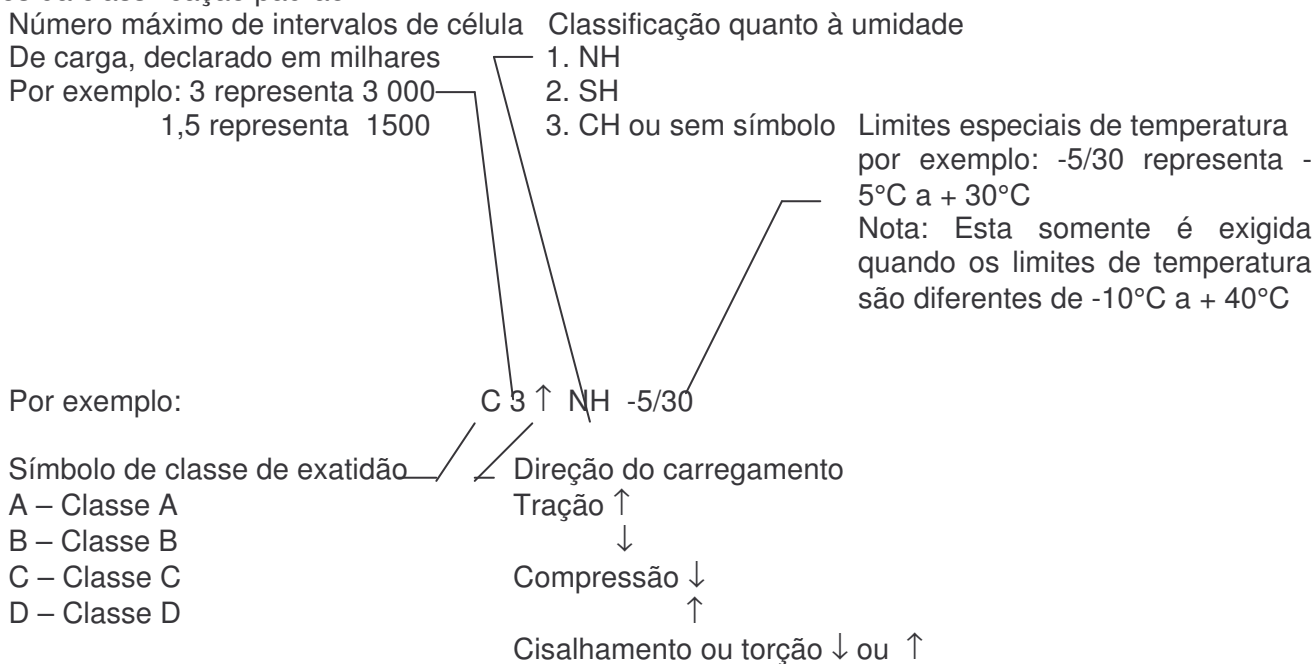 Número máximo de intervalos de célula Classificação quanto à umidade
De carga, declarado em milhares 1. NH
Por exemplo: 3 representa 3 000 2. SH
1,5 representa 1500 3. CH ou sem símbolo Limites especiais de temperatura
por exemplo: -5/30 representa -
5°C a + 30°C
Nota: Esta somente é exigida
quando os limites de temperatura
são diferentes de -10°C a + 40°C
Por exemplo: C 3 ↑ NH -5/30
Símbolo de classe de exatidão Direção do carregamento
A – Classe A Tração ↑
B – Classe B ↓
C – Classe C Compressão ↓
D – Classe D ↑
Cisalhamento ou torção ↓ ou ↑